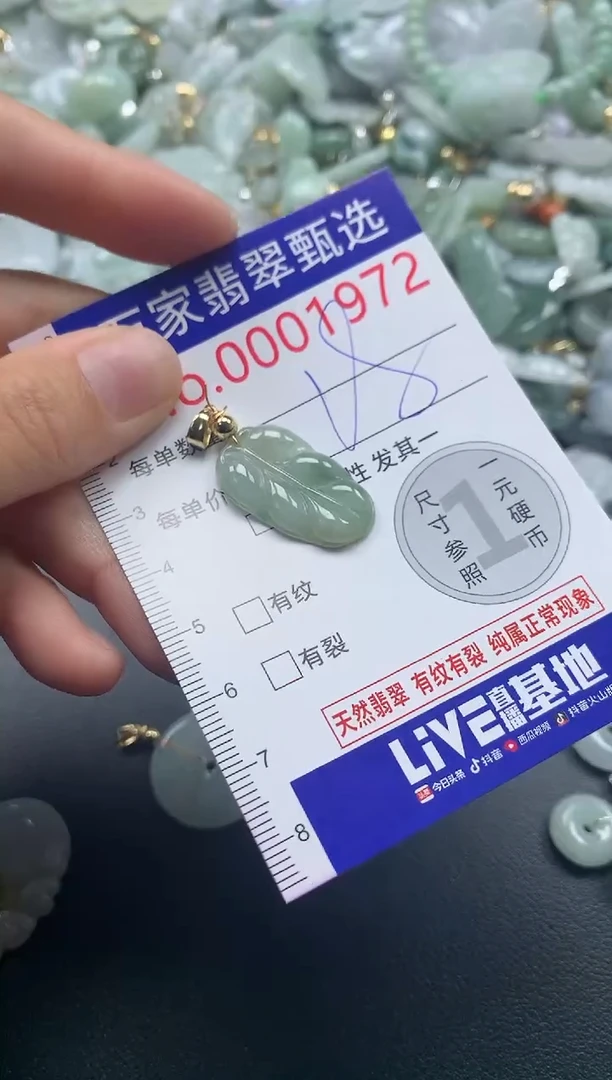 家翡翠甄选
9.0001972
每单数
每单价
性 发其一
一元硬币
尺寸参照
1
有纹
有裂
天然翡翠 有纹有裂 纯属正常现象
LiVE直播基地
今日头条 抖音 西瓜视频 抖音火山
2
3
4
5
6
7
8